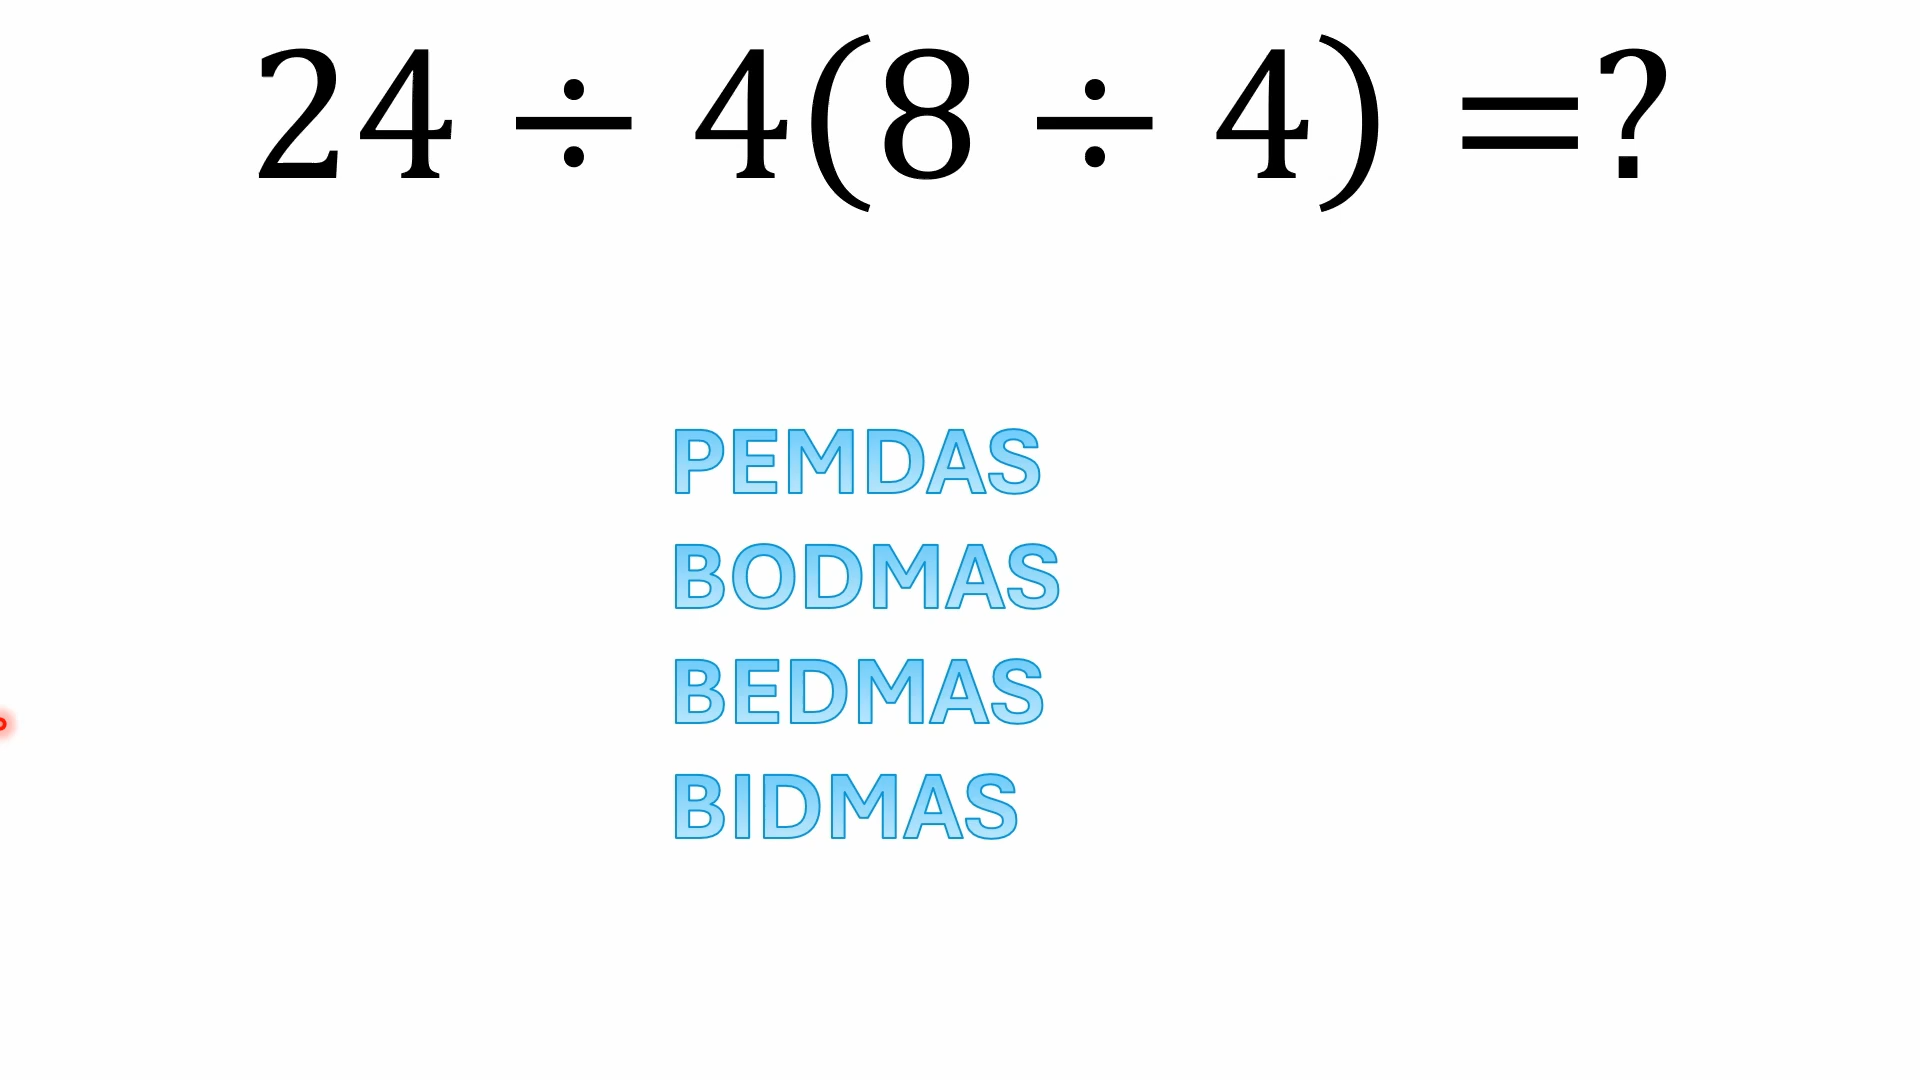 24 ÷ 4(8 ÷ 4) =?
PEMDAS
BODMAS
BEDMAS
BIDMAS